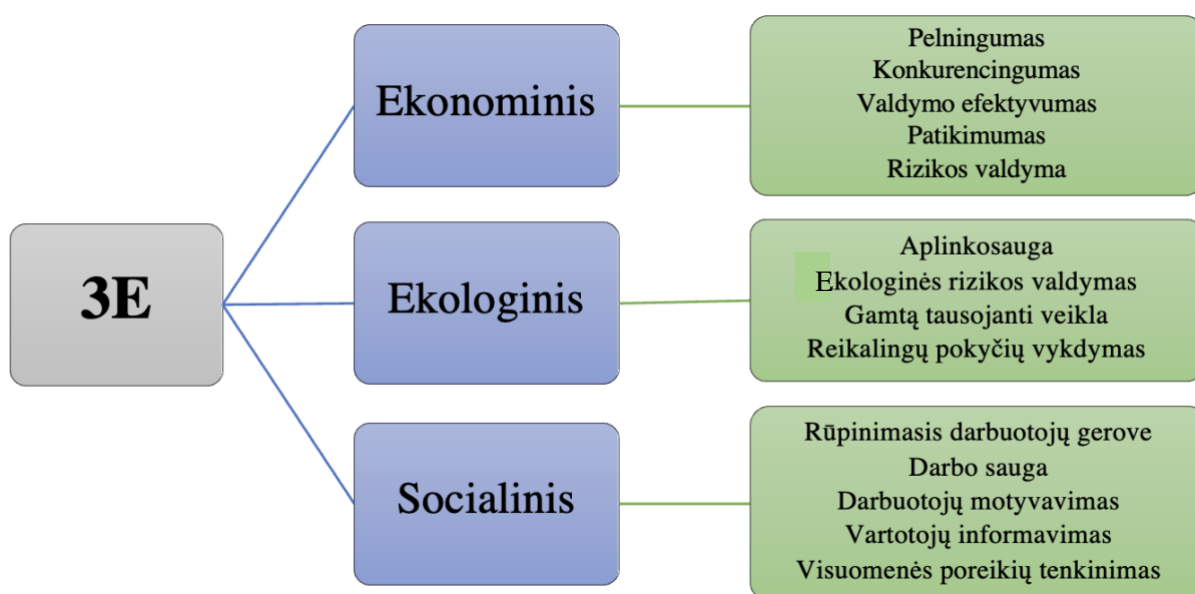 3E
Ekonominis
Pelningumas
Konkurencingumas
Valdymo efektyvumas
Patikimumas
Rizikos valdyma
Ekologinis
Aplinkosauga
Ekologinės rizikos valdymas
Gamtą tausojanti veikla
Reikalingų pokyčių vykdymas
Socialinis
Rūpinimasis darbuotojų gerove
Darbo sauga
Darbuotojų motyvavimas
Vartotojų informavimas
Visuomenės poreikių tenkinimas